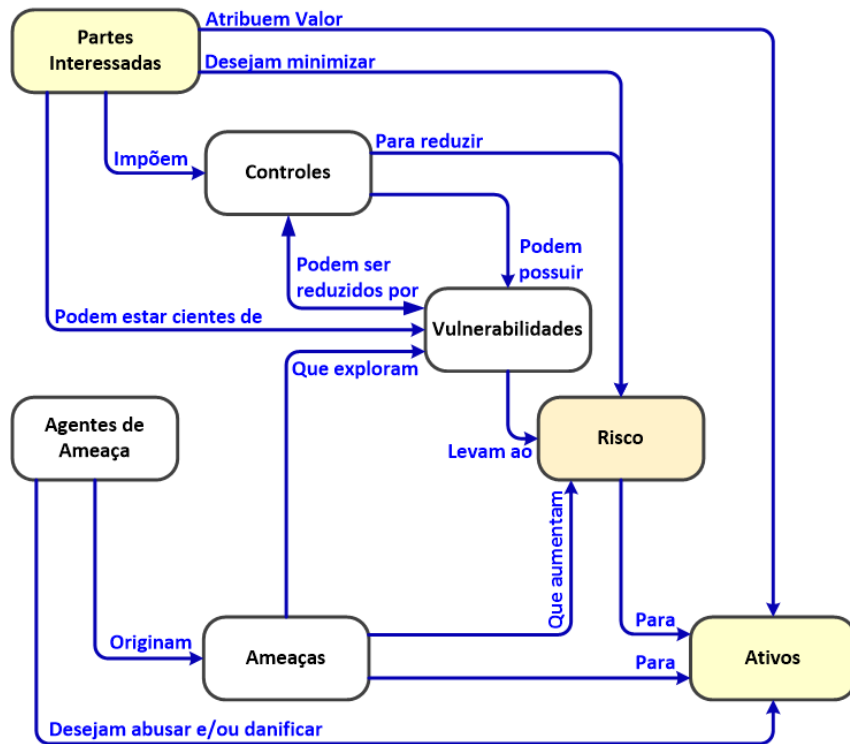 Partes
Interessadas
Atribuem Valor
Desejam minimizar
Impõem
Controles
Para reduzir
Podem
possuir
Podem ser
reduzidos por
Podem estar cientes de
Vulnerabilidades
Que exploram
Agentes de
Ameaça
Levam ao
Risco
Que aumentam
Originam
Ameaças
Para
Para
Ativos
Desejam abusar e/ou danificar